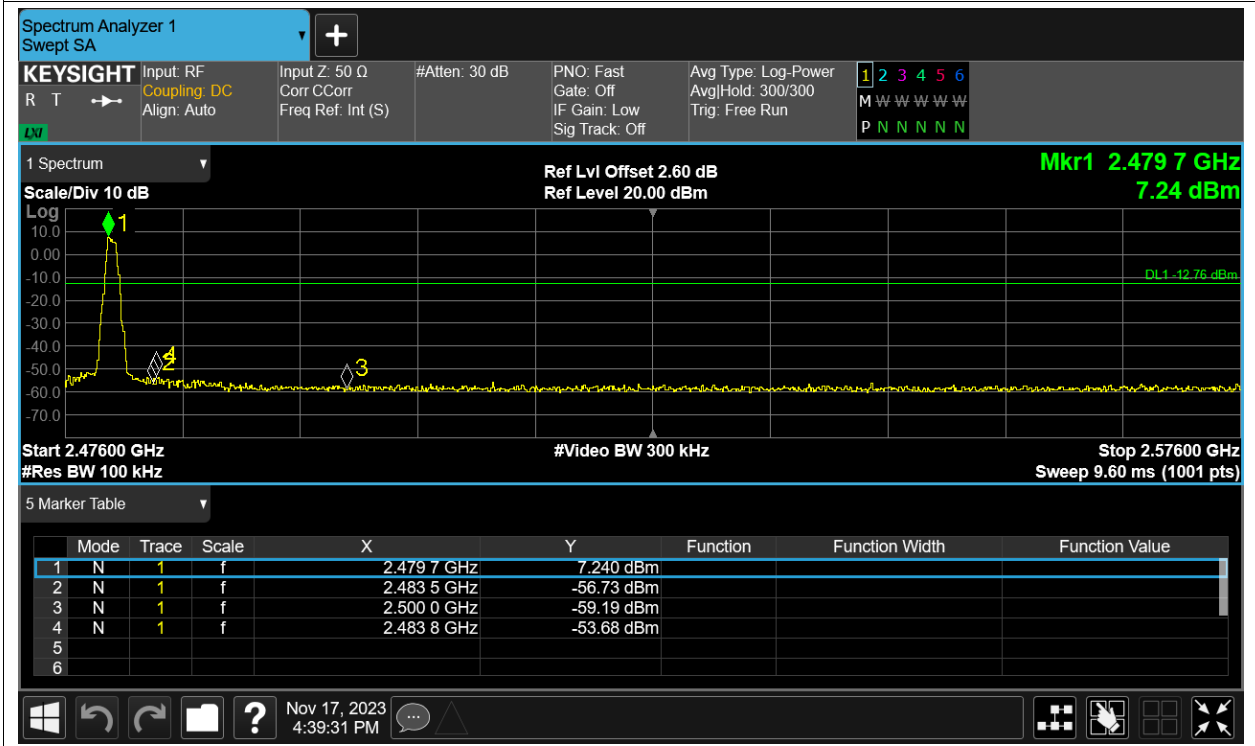 Spectrum Analyzer 1
Swept SA
+
KEYSIGHT
R T
LXI
Input: RF
Coupling: DC
Align: Auto
Input Z: 50 Ω
Corr CCorr
Freq Ref: Int (S)
#Atten: 30 dB
PNO: Fast
Gate: Off
IF Gain: Low
Sig Track: Off
Avg Type: Log-Power
Avg|Hold: 300/300
Trig: Free Run
1 2 3 4 5 6
M W W W W W
P N N N N N
1 Spectrum
Scale/Div 10 dB
Ref Lvl Offset 2.60 dB
Ref Level 20.00 dBm
Mkr1 2.479 7 GHz
7.24 dBm
Log
10.0
0.00
-10.0
-20.0
-30.0
-40.0
-50.0
-60.0
-70.0
1
DL1 -12.76 dBm
4
2
3
Start 2.47600 GHz
#Video BW 300 kHz
Stop 2.57600 GHz
#Res BW 100 kHz
Sweep 9.60 ms (1001 pts)
5 Marker Table
Mode Trace Scale X Y Function Function Width Function Value
1 N 1 f 2.479 7 GHz 7.240 dBm
2 N 1 f 2.483 5 GHz -56.73 dBm
3 N 1 f 2.500 0 GHz -59.19 dBm
4 N 1 f 2.483 8 GHz -53.68 dBm
5
6
?
Nov 17, 2023
4:39:31 PM